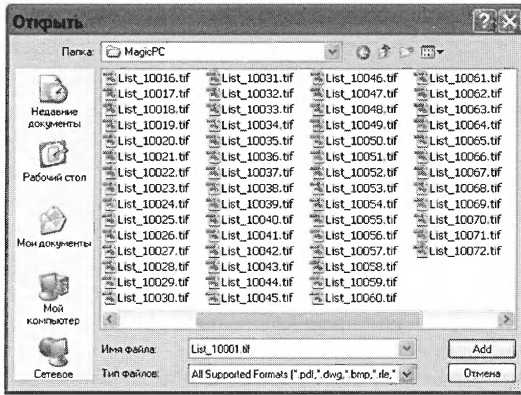 Открыть
Папка:
MagicPC
Недавние
документы
Рабочий стол
Мои документы
Мой
компьютер
Сетевое
List_10016.tif
List_10017.tif
List_10018.tif
List_10019.tif
List_10020.tif
List_10021.tif
List_10022.tif
List_10023.tif
List_10024.tif
List_10025.tif
List_10026.tif
List_10027.tif
List_10028.tif
List_10029.tif
List_10030.tif
List_10031.tif
List_10032.tif
List_10033.tif
List_10034.tif
List_10035.tif
List_10036.tif
List_10037.tif
List_10038.tif
List_10039.tif
List_10040.tif
List_10041.tif
List_10042.tif
List_10043.tif
List_10044.tif
List_10045.tif
List_10046.tif
List_10047.tif
List_10048.tif
List_10049.tif
List_10050.tif
List_10051.tif
List_10052.tif
List_10053.tif
List_10054.tif
List_10055.tif
List_10056.tif
List_10057.tif
List_10058.tif
List_10059.tif
List_10060.tif
List_10061.tif
List_10062.tif
List_10063.tif
List_10064.tif
List_10065.tif
List_10066.tif
List_10067.tif
List_10068.tif
List_10069.tif
List_10070.tif
List_10071.tif
List_10072.tif
Имя файла:
List_10001.tif
Add
Тип файлов:
All Supported Formats (*.pdf,*.dwg,*.bmp,*.rle,*
Отмена